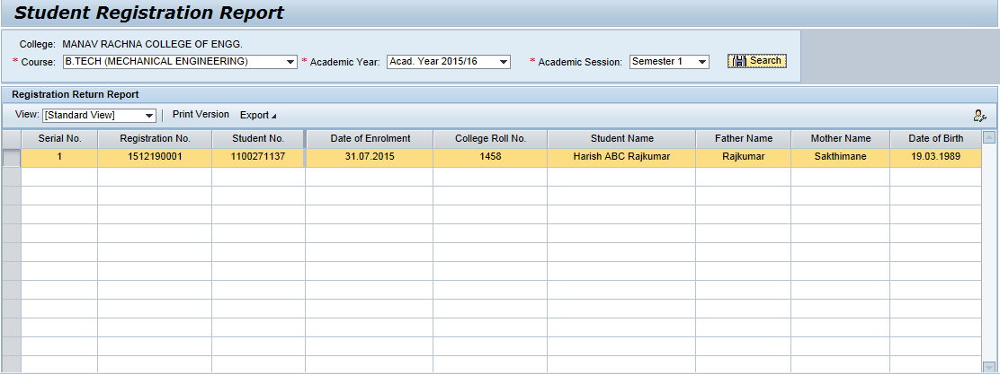 Student Registration Report
College: MANAV RACHNA COLLEGE OF ENGG.
* Course: B.TECH (MECHANICAL ENGINEERING) * Academic Year: Acad. Year 2015/16 * Academic Session: Semester 1 Search
Registration Return Report
View: [Standard View] Print Version Export
Serial No. Registration No. Student No. Date of Enrolment College Roll No. Student Name Father Name Mother Name Date of Birth
1 1512190001 1100271137 31.07.2015 1458 Harish ABC Rajkumar Rajkumar Sakthimane 19.03.1989